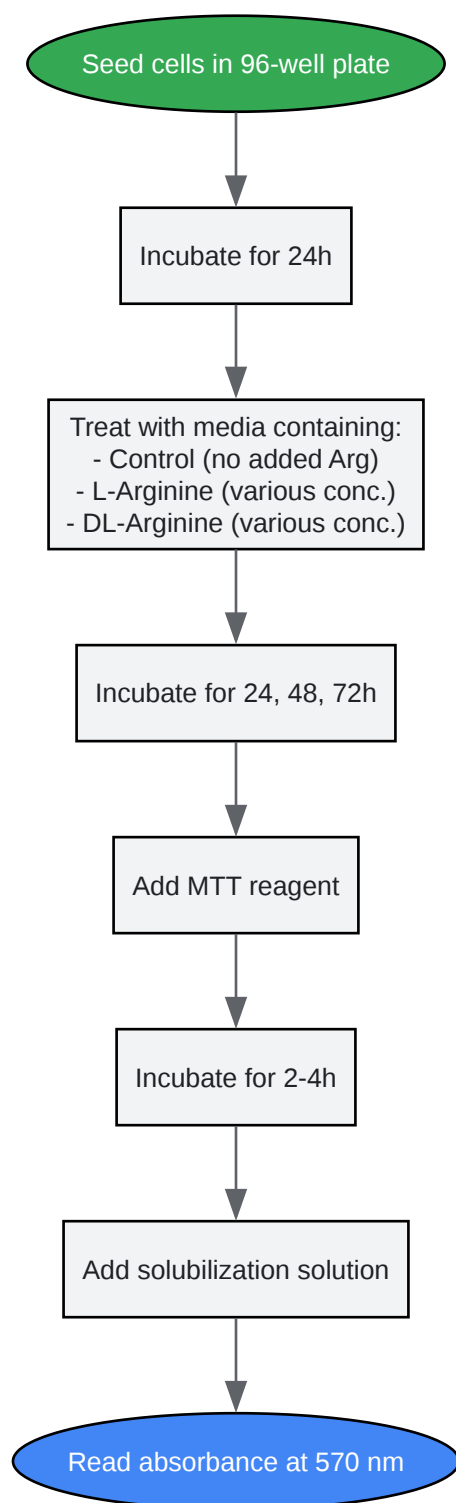 Seed cells in 96-well plate
Incubate for 24h
Treat with media containing:
- Control (no added Arg)
- L-Arginine (various conc.)
- DL-Arginine (various conc.)
Incubate for 24, 48, 72h
Add MTT reagent
Incubate for 2-4h
Add solubilization solution
Read absorbance at 570 nm